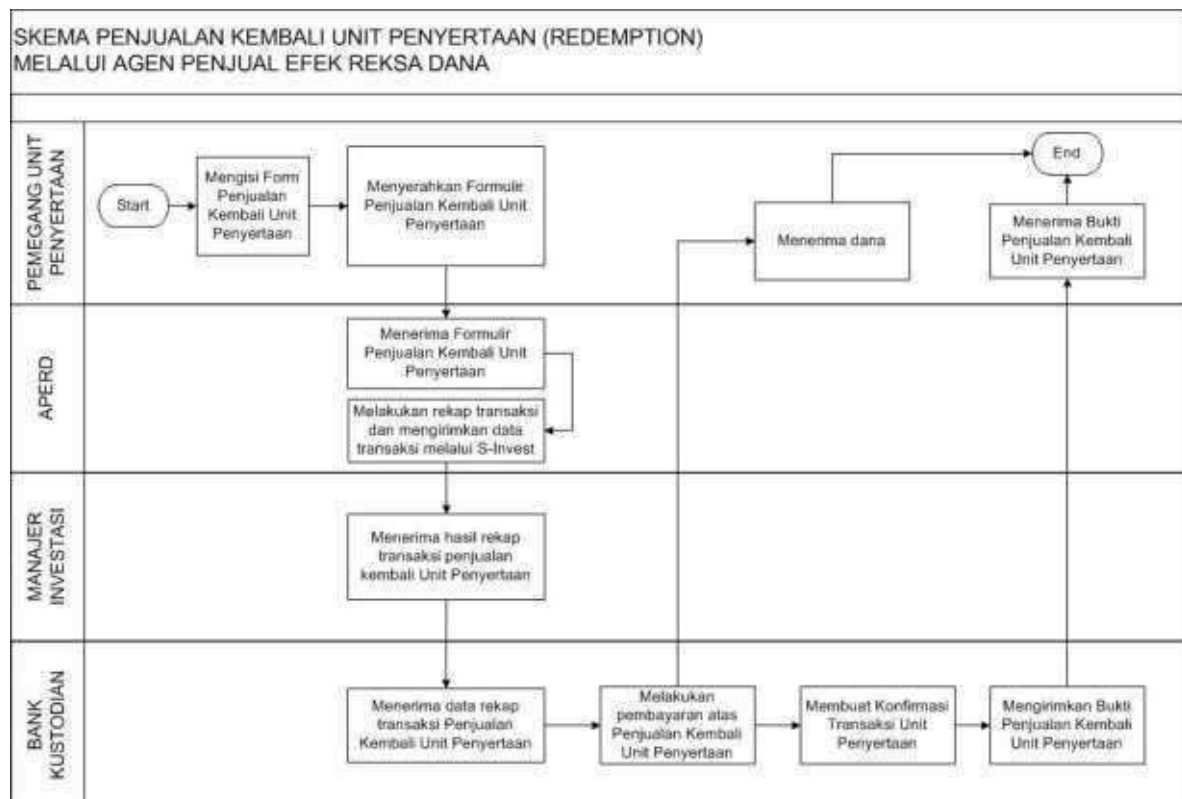 SKEMA PENJUALAN KEMBALI UNIT PENYERTAAN (REDEMPTION)
MELALUI AGEN PENJUAL EFEK REKSA DANA
PEMEGANG UNIT
PENYERTAAN
Start
Mengisi Form
Penjualan
Kembali Unit
Penyertaan
Menyerahkan Formulir
Penjualan Kembali Unit
Penyertaan
Menerima dana
End
Menerima Bukti
Penjualan Kembali
Unit Penyertaan
APERD
Menerima Formulir
Penjualan Kembali Unit
Penyertaan
Melakukan rekap transaksi
dan mengirimkan data
transaksi melalui S-Invest
MANAJER
INVESTASI
Menerima hasil rekap
transaksi penjualan
kembali Unit Penyertaan
BANK
KUSTODIAN
Menerima data rekap
transaksi Penjualan
Kembali Unit Penyertaan
Melakukan
pembayaran atas
Penjualan Kembali
Unit Penyertaan
Membuat Konfirmasi
Transaksi Unit
Penyertaan
Mengirimkan Bukti
Penjualan Kembali
Unit Penyertaan